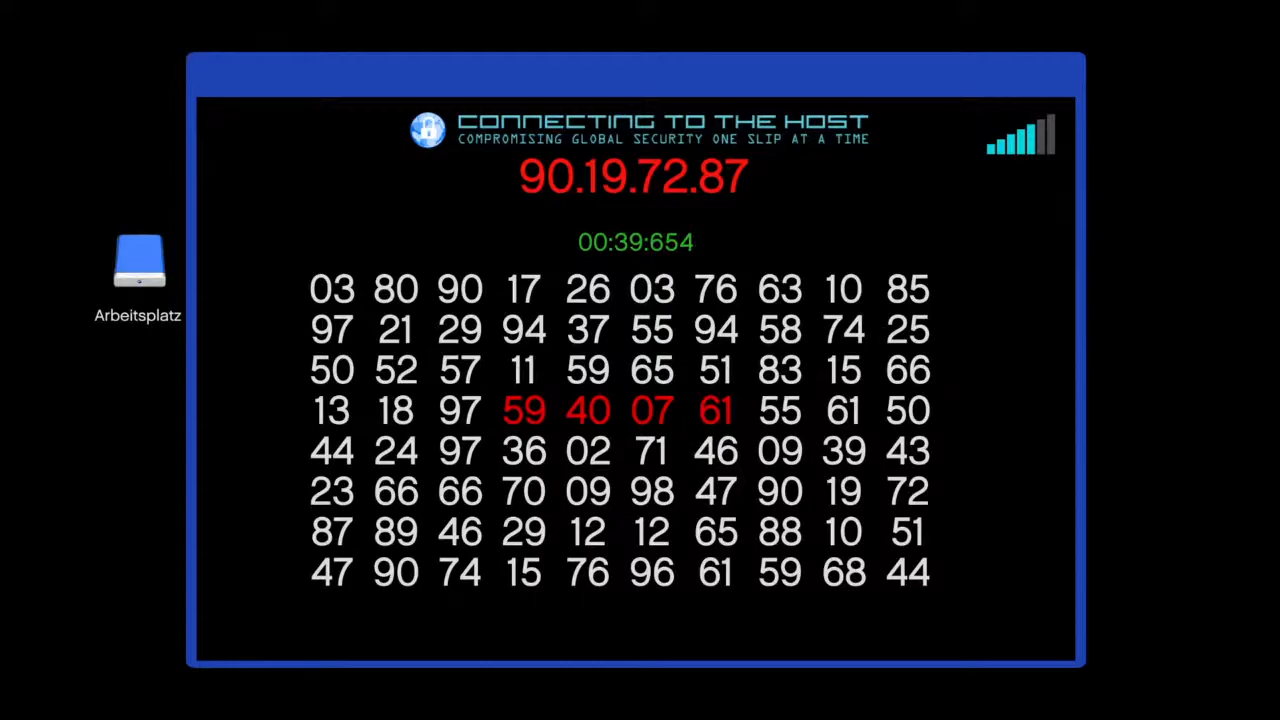 CONNECTING TO THE HOST
COMPROMISING GLOBAL SECURITY ONE SLIP AT A TIME
90.19.72.87
00:39:654
03 80 90 17 26 03 76 63 10 85
97 21 29 94 37 55 94 58 74 25
50 52 57 11 59 65 51 83 15 66
Arbeitsplatz
13 18 97 59 40 07 61 55 61 50
44 24 97 36 02 71 46 09 39 43
23 66 66 70 09 98 47 90 19 72
87 89 46 29 12 12 65 88 10 51
47 90 74 15 76 96 61 59 68 44